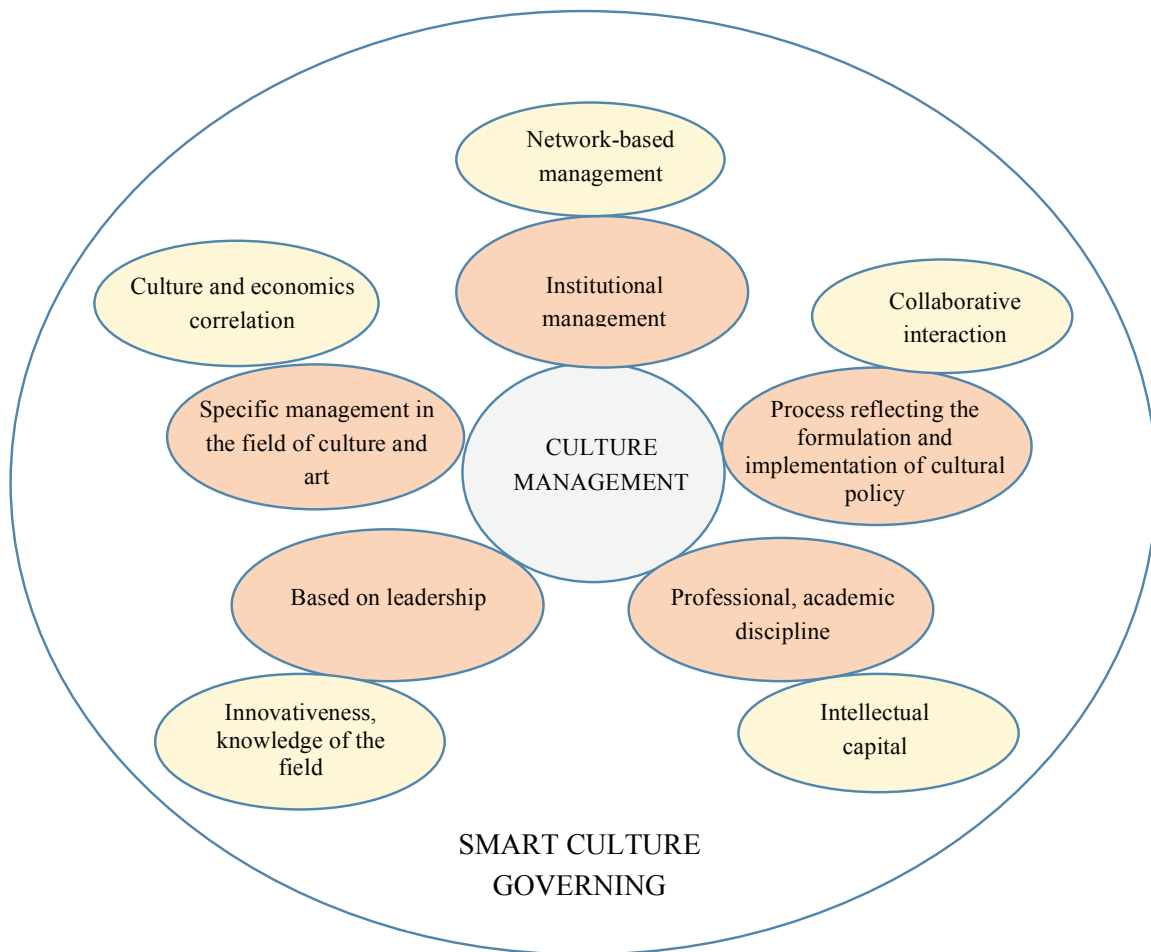 Network-based
management
Institutional
management
Culture and economics
correlation
Collaborative
interaction
Specific management in
the field of culture and
art
CULTURE
MANAGEMENT
Process reflecting the
formulation and
implementation of cultural
policy
Based on leadership
Professional, academic
discipline
Innovativeness,
knowledge of the
field
Intellectual
capital
SMART CULTURE
GOVERNING